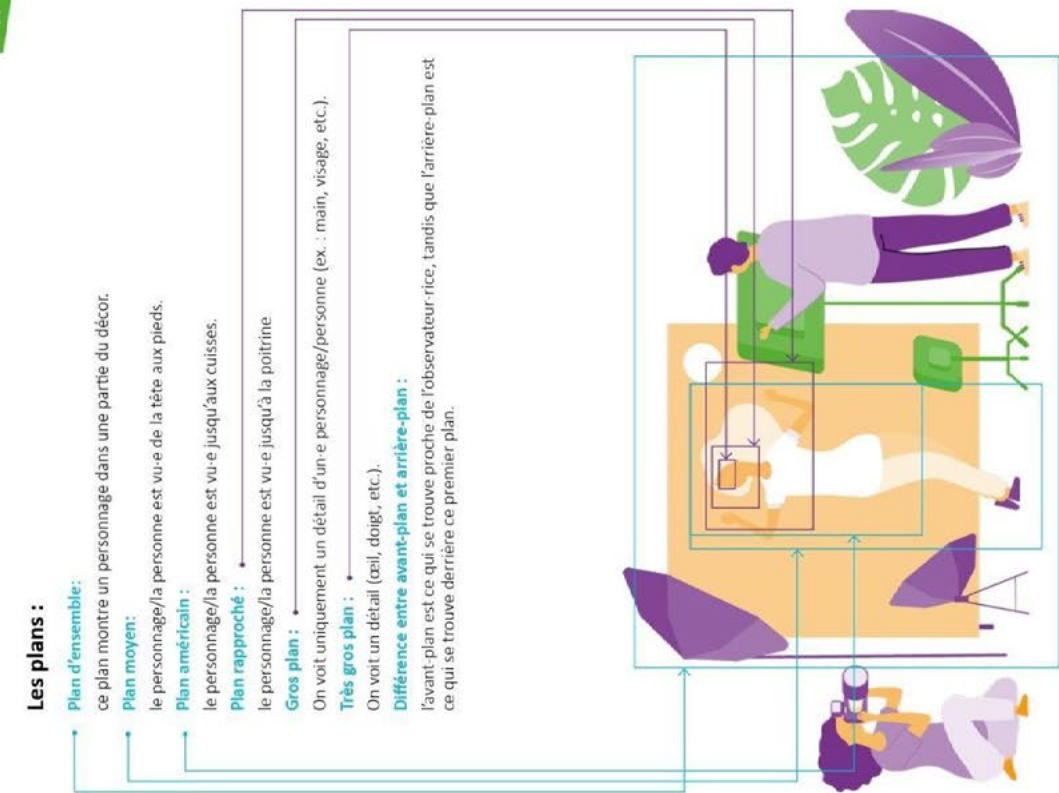 Les plans :
Plan d'ensemble:
ce plan montre un personnage dans une partie du décor.
Plan moyen:
le personnage/la personne est vu·e de la tête aux pieds.
Plan américain :
le personnage/la personne est vu·e jusqu'aux cuisses.
Plan rapproché :
le personnage/la personne est vu·e jusqu'à la poitrine
Gros plan :
On voit uniquement un détail d'un·e personnage/personne (ex. : main, visage, etc.).
Très gros plan :
On voit un détail (œil, doigt, etc.).
Différence entre avant-plan et arrière-plan :
l'avant-plan est ce qui se trouve proche de l'observateur·rice, tandis que l'arrière-plan est
ce qui se trouve derrière ce premier plan.